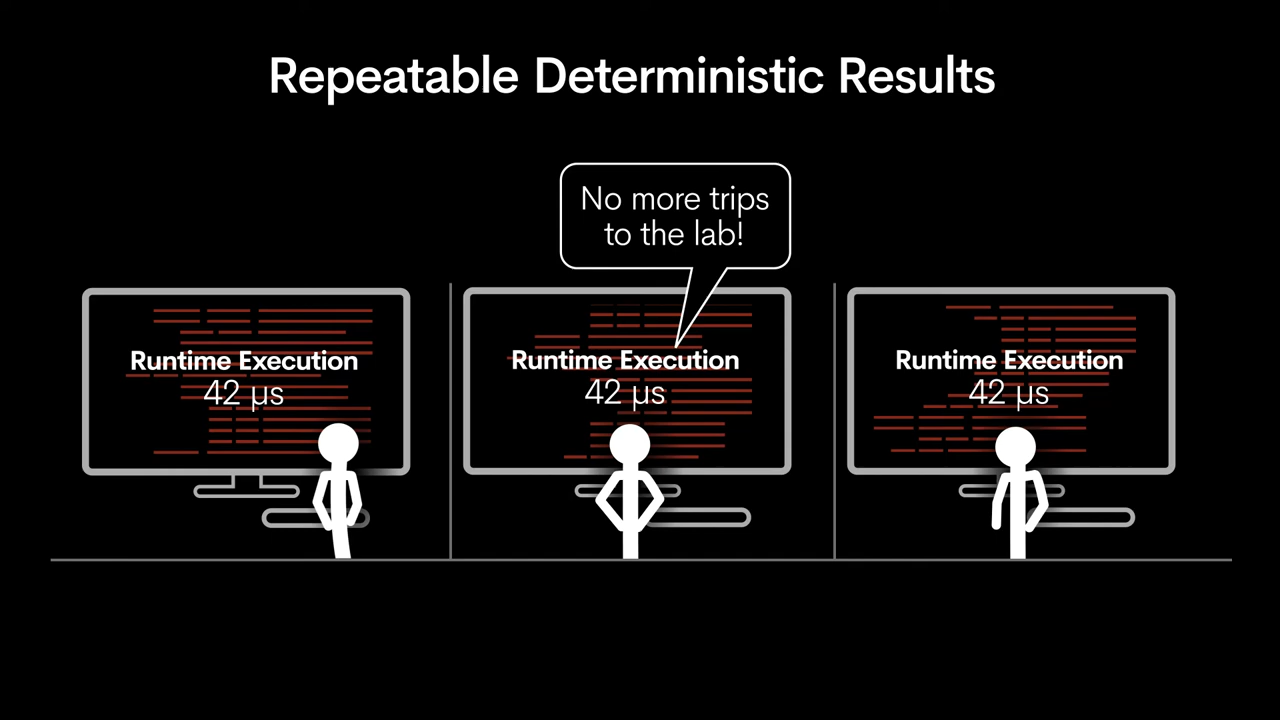 Repeatable Deterministic Results
No more trips
to the lab!
Runtime Execution
42 µs
Runtime Execution
42 µs
Runtime Execution
42 µs